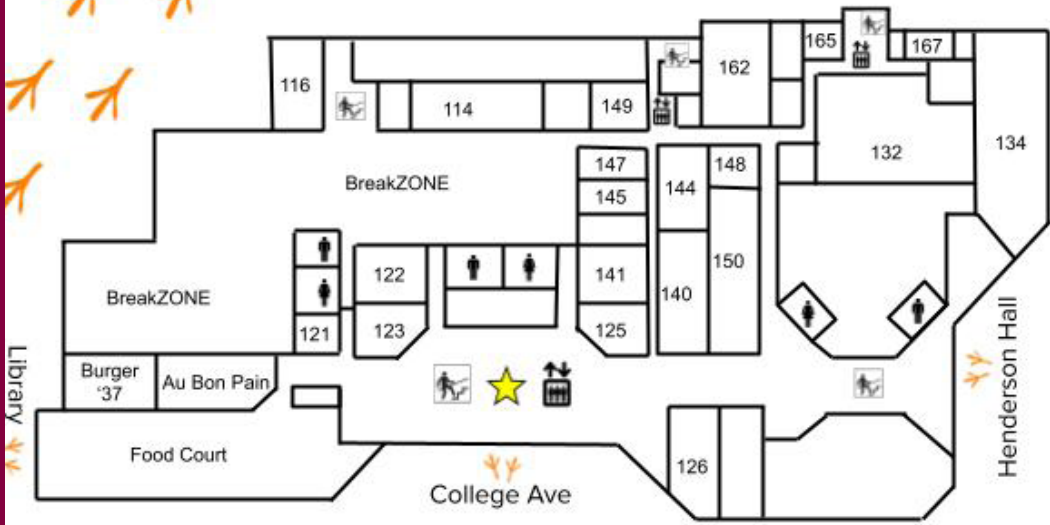 165
167
162
116
114
149
134
132
147
148
BreakZONE
144
145
150
122
141
BreakZONE
140
123
125
121
Burger
'37
Au Bon Pain
Library
Henderson Hall
Food Court
126
College Ave